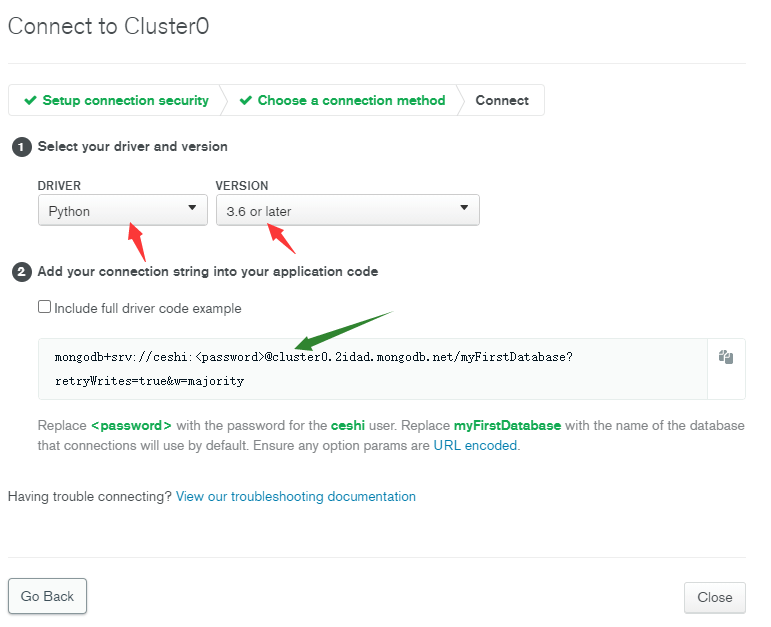 Connect to Cluster0
Setup connection security
Choose a connection method
Connect
1 Select your driver and version
DRIVER
VERSION
Python
3.6 or later
2 Add your connection string into your application code
Include full driver code example
mongodb+srv://ceshi:<password>@cluster0.2idad.mongodb.net/myFirstDatabase?
retryWrites=true&w=majority
Replace <password> with the password for the ceshi user. Replace myFirstDatabase with the name of the database
that connections will use by default. Ensure any option params are URL encoded.
Having trouble connecting? View our troubleshooting documentation
Go Back
Close